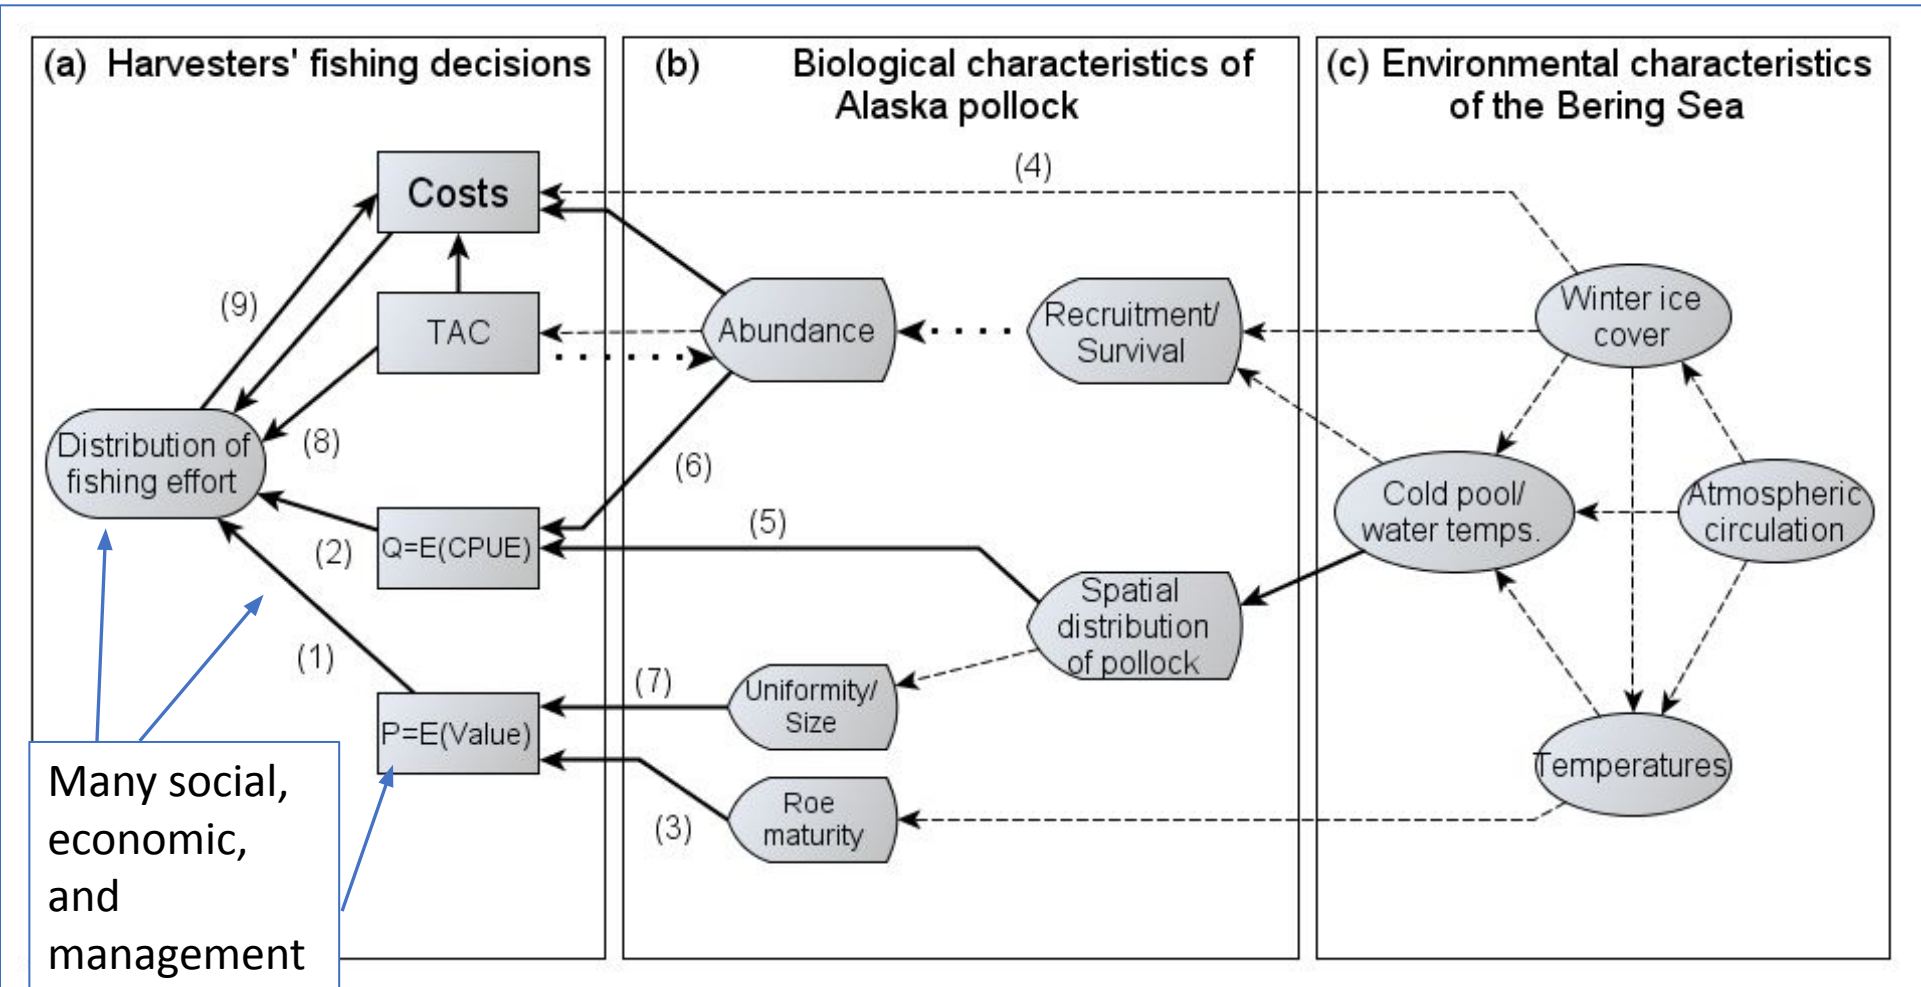 (a) Harvesters' fishing decisions
(b) Biological characteristics of
Alaska pollock
(c) Environmental characteristics
of the Bering Sea
(4)
Costs
(9)
TAC
Abundance
Recruitment/
Survival
Winter ice
cover
(8)
Distribution of
fishing effort
(6)
Cold pool/
water temps.
Atmospheric
circulation
(2)
Q=E(CPUE)
(5)
Spatial
distribution
of pollock
(1)
(7)
Uniformity/
Size
P=E(Value)
Temperatures
(3)
Roe
maturity
Many social,
economic,
and
management